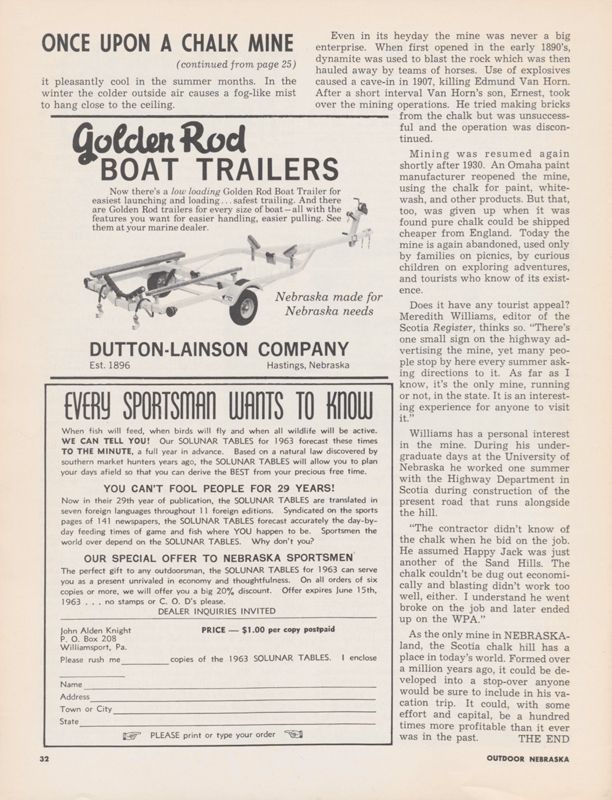 ONCE UPON A CHALK MINE
(continued from page 25)
it pleasantly cool in the summer months. In the
winter the colder outside air causes a fog-like mist
to hang close to the ceiling.
Even in its heyday the mine was never a big
enterprise. When first opened in the early 1890's,
dynamite was used to blast the rock which was then
hauled away by teams of horses. Use of explosives
caused a cave-in in 1907, killing Edmund Van Horn.
After a short interval Van Horn's son, Ernest, took
over the mining operations. He tried making bricks
from the chalk but was unsuccess-
ful and the operation was discon-
tinued.
Mining was resumed again
shortly after 1930. An Omaha paint
manufacturer reopened the mine,
using the chalk for paint, white-
wash, and other products. But that,
too, was given up when it was
found pure chalk could be shipped
cheaper from England. Today the
mine is again abandoned, used only
by families on picnics, by curious
children on exploring adventures,
and tourists who know of its exist-
ence.
Does it have any tourist appeal?
Meredith Williams, editor of the
Scotia Register, thinks so. "There's
one small sign on the highway ad-
vertising the mine, yet many peo-
ple stop by here every summer ask-
ing directions to it. As far as I
know, it's the only mine, running
or not, in the state. It is an interest-
ing experience for anyone to visit
it."
Williams has a personal interest
in the mine. During his under-
graduate days at the University of
Nebraska he worked one summer
with the Highway Department in
Scotia during construction of the
present road that runs alongside
the hill.
"The contractor didn't know of
the chalk when he bid on the job.
He assumed Happy Jack was just
another of the Sand Hills. The
chalk couldn't be dug out economi-
cally and blasting didn't work too
well, either. I understand he went
broke on the job and later ended
up on the WPA."
As the only mine in NEBRASKA-
land, the Scotia chalk hill has a
place in today's world. Formed over
a million years ago, it could be de-
veloped into a stop-over anyone
would be sure to include in his va-
cation trip. It could, with some
effort and capital, be a hundred
times more profitable than it ever
was in the past. THE END
Golden Rod
BOAT TRAILERS
Now there's a low loading Golden Rod Boat Trailer for
easiest launching and loading... safest trailing. And there
are Golden Rod trailers for every size of boat—all with the
features you want for easier handling, easier pulling. See
them at your marine dealer.
Nebraska made for
Nebraska needs
DUTTON-LAINSON COMPANY
Est. 1896 Hastings, Nebraska
EVERY SPORTSMAN WANTS TO KNOW
When fish will feed, when birds will fly and when all wildlife will be active.
WE CAN TELL YOU! Our SOLUNAR TABLES for 1963 forecast these times
TO THE MINUTE, a full year in advance. Based on a natural law discovered by
southern market hunters years ago, the SOLUNAR TABLES will allow you to plan
your days afield so that you can derive the BEST from your precious free time.
YOU CAN'T FOOL PEOPLE FOR 29 YEARS!
Now in their 29th year of publication, the SOLUNAR TABLES are translated in
seven foreign languages throughout 11 foreign editions. Syndicated on the sports
pages of 141 newspapers, the SOLUNAR TABLES forecast accurately the day-by-
day feeding times of game and fish where YOU happen to be. Sportsmen the
world over depend on the SOLUNAR TABLES. Why don't you?
OUR SPECIAL OFFER TO NEBRASKA SPORTSMEN
The perfect gift to any outdoorsman, the SOLUNAR TABLES for 1963 can serve
you as a present unrivaled in economy and thoughtfulness. On all orders of six
copies or more, we will offer you a big 20% discount. Offer expires June 15th,
1963 . . . no stamps or C. O. D's please.
DEALER INQUIRIES INVITED
John Alden Knight PRICE — $1.00 per copy postpaid
P. O. Box 208
Williamsport, Pa.
Please rush me copies of the 1963 SOLUNAR TABLES. I enclose
Name
Address
Town or City
State
PLEASE print or type your order
32
OUTDOOR NEBRASKA